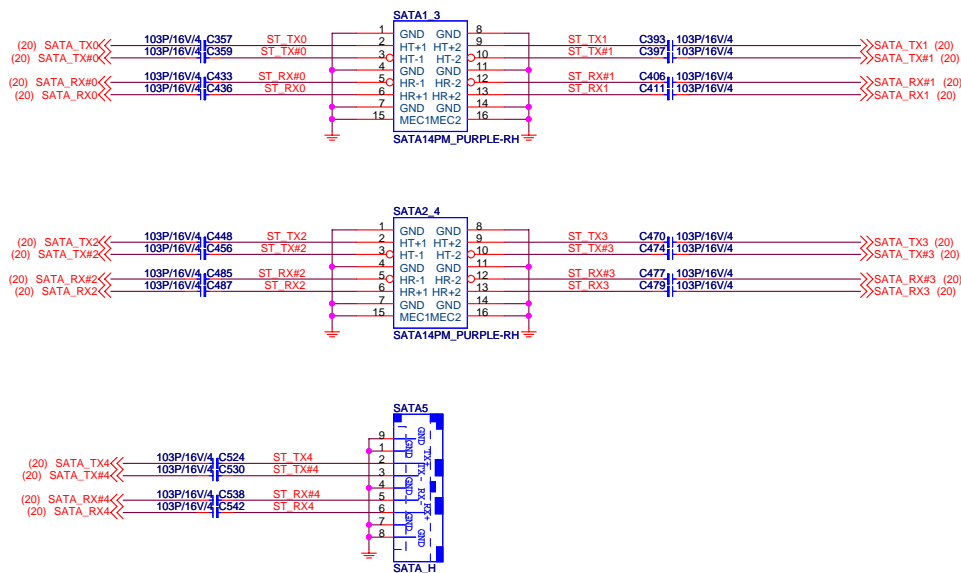 SATA1_3
1 GND GND 8
(20) SATA_TX0 103P/16V/4 C357 ST_TX0 2 HT+1 HT+2 9 ST_TX1 C393 103P/16V/4 SATA_TX1 (20)
(20) SATA_TX#0 103P/16V/4 C359 ST_TX#0 3 HT-1 HT-2 10 ST_TX#1 C397 103P/16V/4 SATA_TX#1 (20)
4 GND GND 11
(20) SATA_RX#0 103P/16V/4 C433 ST_RX#0 5 HR-1 HR-2 12 ST_RX#1 C406 103P/16V/4 SATA_RX#1 (20)
(20) SATA_RX0 103P/16V/4 C436 ST_RX0 6 HR+1 HR+2 13 ST_RX1 C411 103P/16V/4 SATA_RX1 (20)
7 GND GND 14
15 MEC1 MEC2 16
SATA14PM_PURPLE-RH
SATA2_4
1 GND GND 8
(20) SATA_TX2 103P/16V/4 C448 ST_TX2 2 HT+1 HT+2 9 ST_TX3 C470 103P/16V/4 SATA_TX3 (20)
(20) SATA_TX#2 103P/16V/4 C456 ST_TX#2 3 HT-1 HT-2 10 ST_TX#3 C474 103P/16V/4 SATA_TX#3 (20)
4 GND GND 11
(20) SATA_RX#2 103P/16V/4 C485 ST_RX#2 5 HR-1 HR-2 12 ST_RX#3 C477 103P/16V/4 SATA_RX#3 (20)
(20) SATA_RX2 103P/16V/4 C487 ST_RX2 6 HR+1 HR+2 13 ST_RX3 C479 103P/16V/4 SATA_RX3 (20)
7 GND GND 14
15 MEC1 MEC2 16
SATA14PM_PURPLE-RH
SATA5
9 GND
1 GND
(20) SATA_TX4 103P/16V/4 C524 ST_TX4 2 TX+
(20) SATA_TX#4 103P/16V/4 C530 ST_TX#4 3 TX-
4 GND
(20) SATA_RX#4 103P/16V/4 C538 ST_RX#4 5 RX-
(20) SATA_RX4 103P/16V/4 C542 ST_RX4 6 RX+
7 GND
8 GND
SATA_H